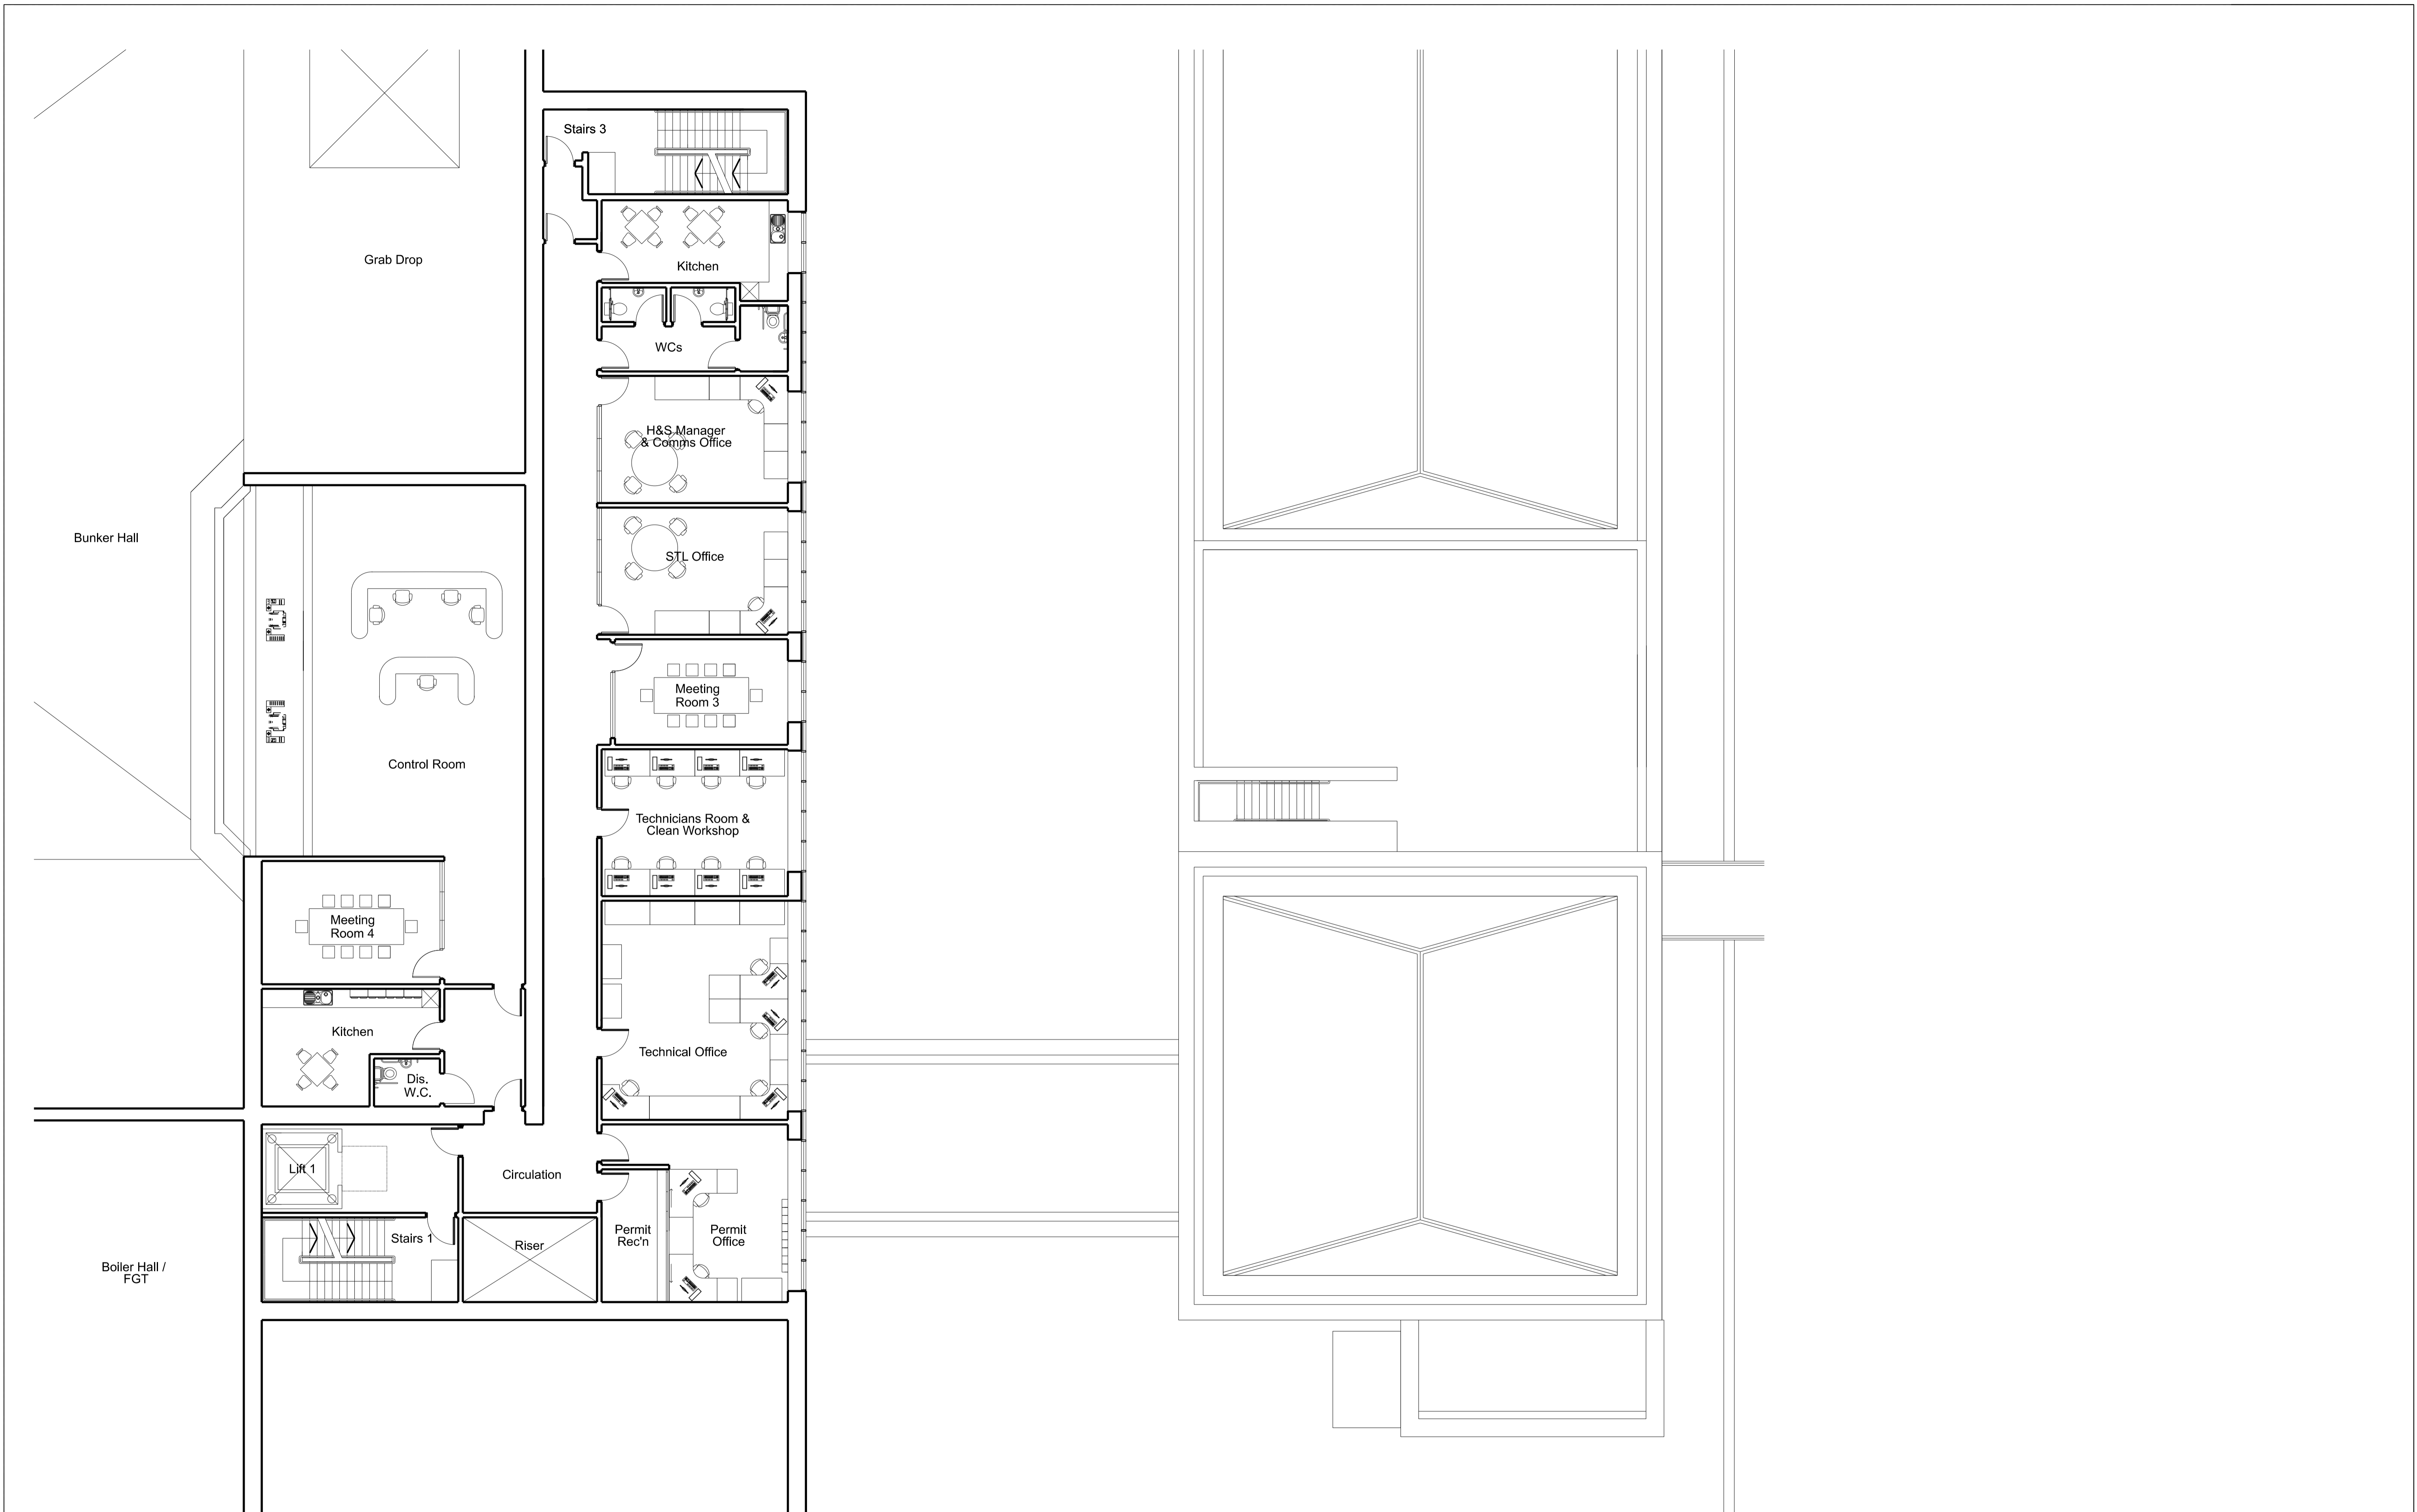 Stairs 3
Grab Drop
Kitchen
WCs
H&S Manager
& Comms Office
Bunker Hall
STL Office
Meeting
Room 3
Control Room
Technicians Room &
Clean Workshop
Meeting
Room 4
Kitchen
Technical Office
Dis.
W.C.
Lift 1
Circulation
Stairs 1
Riser
Permit
Rec'n
Permit
Office
Boiler Hall /
FGT